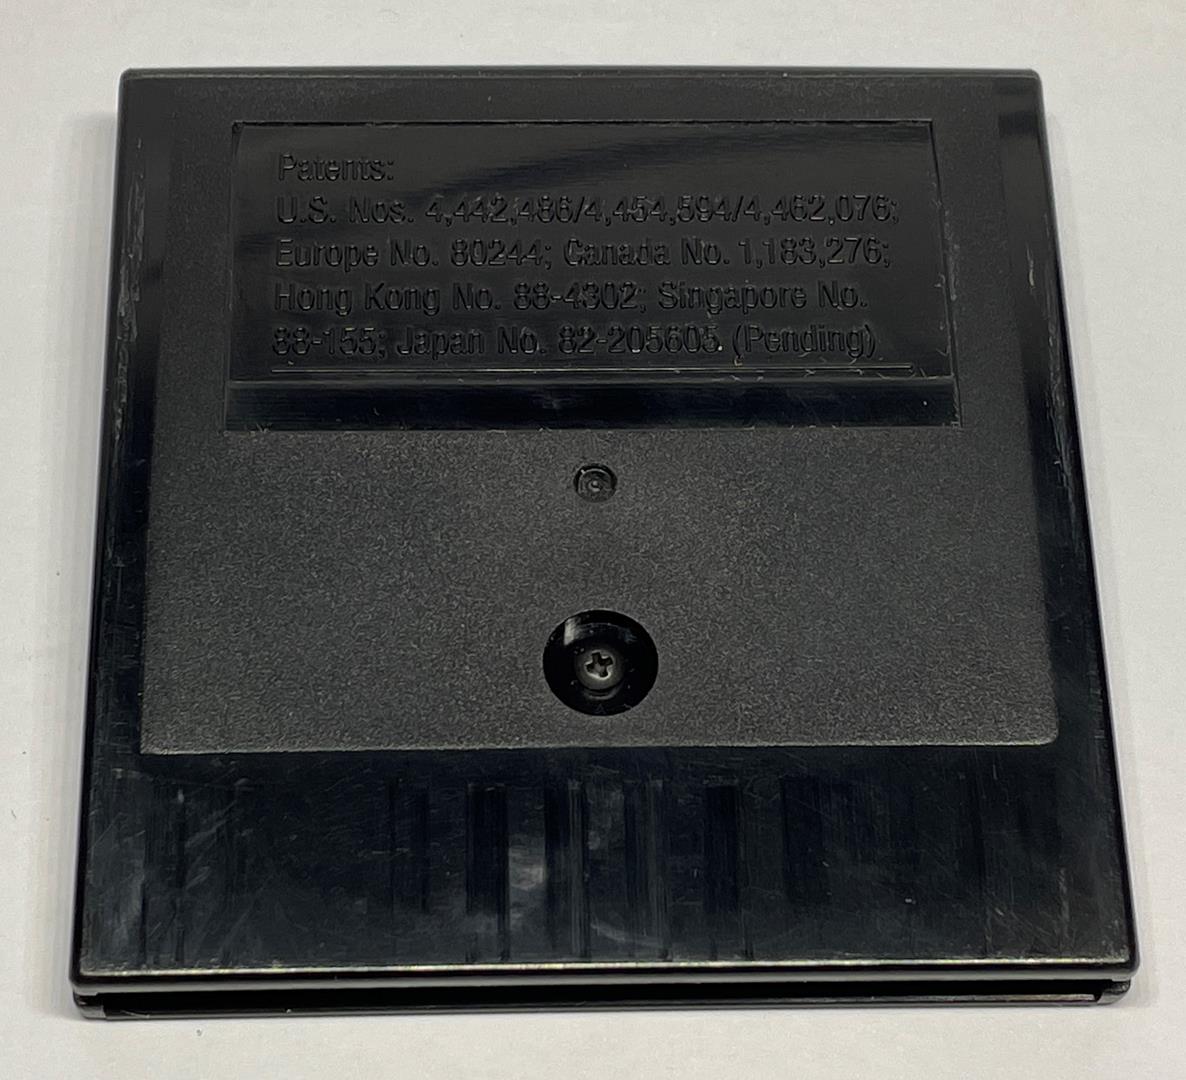 Patents:
U.S. Nos. 4,442,486/4,454,594/4,462,076;
Europe No. 80244; Canada No. 1,183,276;
Hong Kong No. 88-4302; Singapore No.
88-155; Japan No. 82-205605 (Pending)